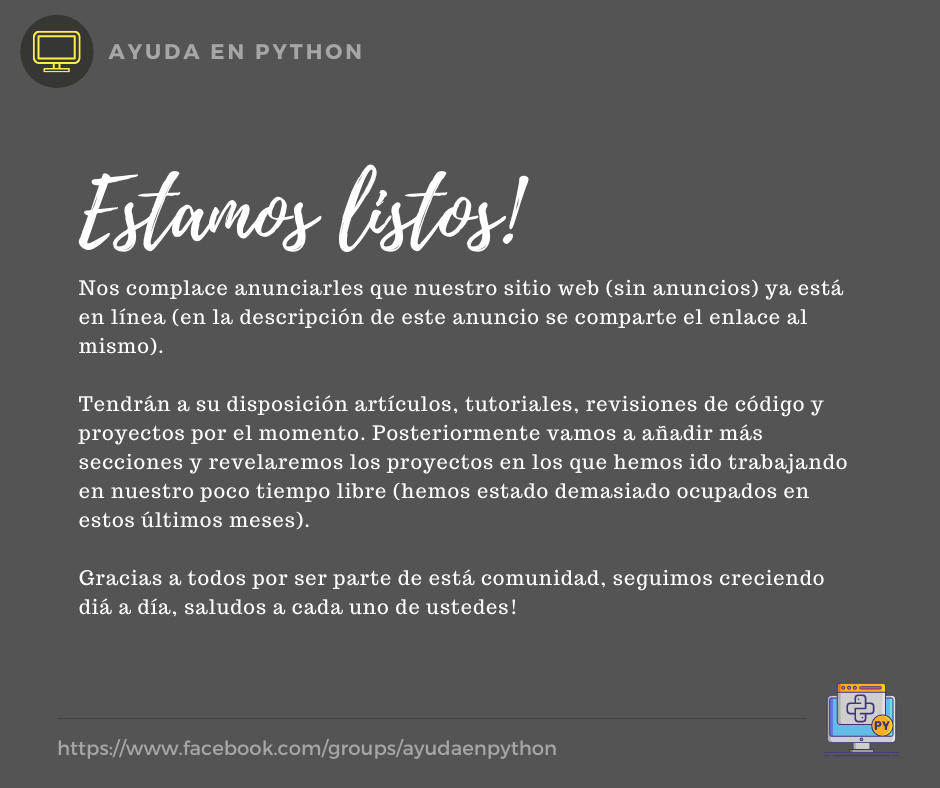 AYUDA EN PYTHON
Estamos listos!
Nos complace anunciarles que nuestro sitio web (sin anuncios) ya está
en línea (en la descripción de este anuncio se comparte el enlace al
mismo).
Tendrán a su disposición artículos, tutoriales, revisiones de código y
proyectos por el momento. Posteriormente vamos a añadir más
secciones y revelaremos los proyectos en los que hemos ido trabajando
en nuestro poco tiempo libre (hemos estado demasiado ocupados en
estos últimos meses).
Gracias a todos por ser parte de está comunidad, seguimos creciendo
diá a día, saludos a cada uno de ustedes!
PY
https://www.facebook.com/groups/ayudaenpython